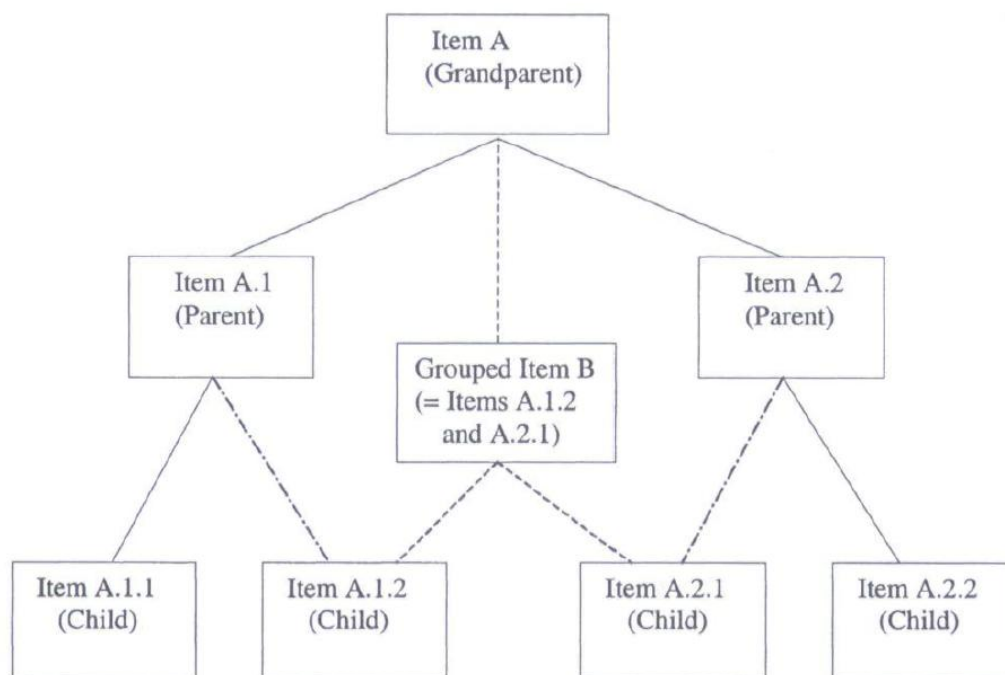 Item A
(Grandparent)
Item A.1
(Parent)
Item A.2
(Parent)
Grouped Item B
(= Items A.1.2
and A.2.1)
Item A.1.1
(Child)
Item A.1.2
(Child)
Item A.2.1
(Child)
Item A.2.2
(Child)